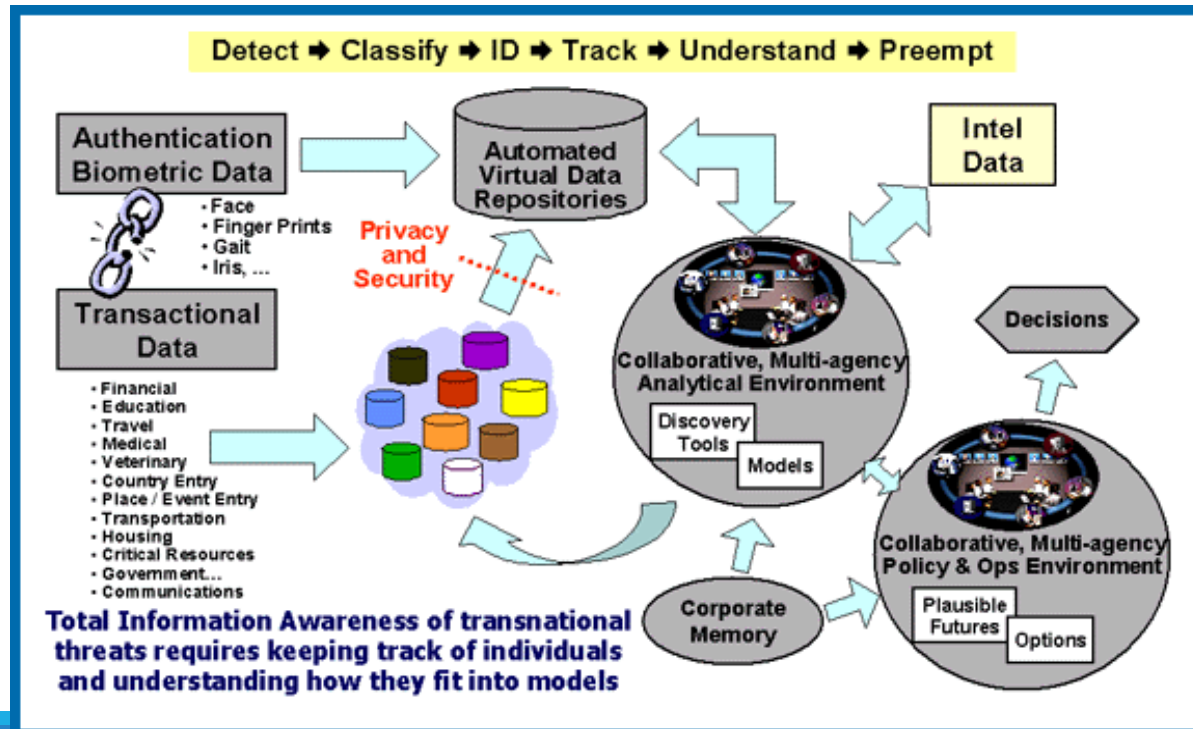 Detect ➡ Classify ➡ ID ➡ Track ➡ Understand ➡ Preempt
Authentication
Biometric Data
• Face
• Finger Prints
• Gait
• Iris, ...
Transactional
Data
• Financial
• Education
• Travel
• Medical
• Veterinary
• Country Entry
• Place / Event Entry
• Transportation
• Housing
• Critical Resources
• Government...
• Communications
Automated
Virtual Data
Repositories
Privacy
and
Security
Intel
Data
Collaborative, Multi-agency
Analytical Environment
Discovery
Tools
Models
Decisions
Collaborative, Multi-agency
Policy & Ops Environment
Plausible
Futures
Options
Corporate
Memory
Total Information Awareness of transnational
threats requires keeping track of individuals
and understanding how they fit into models